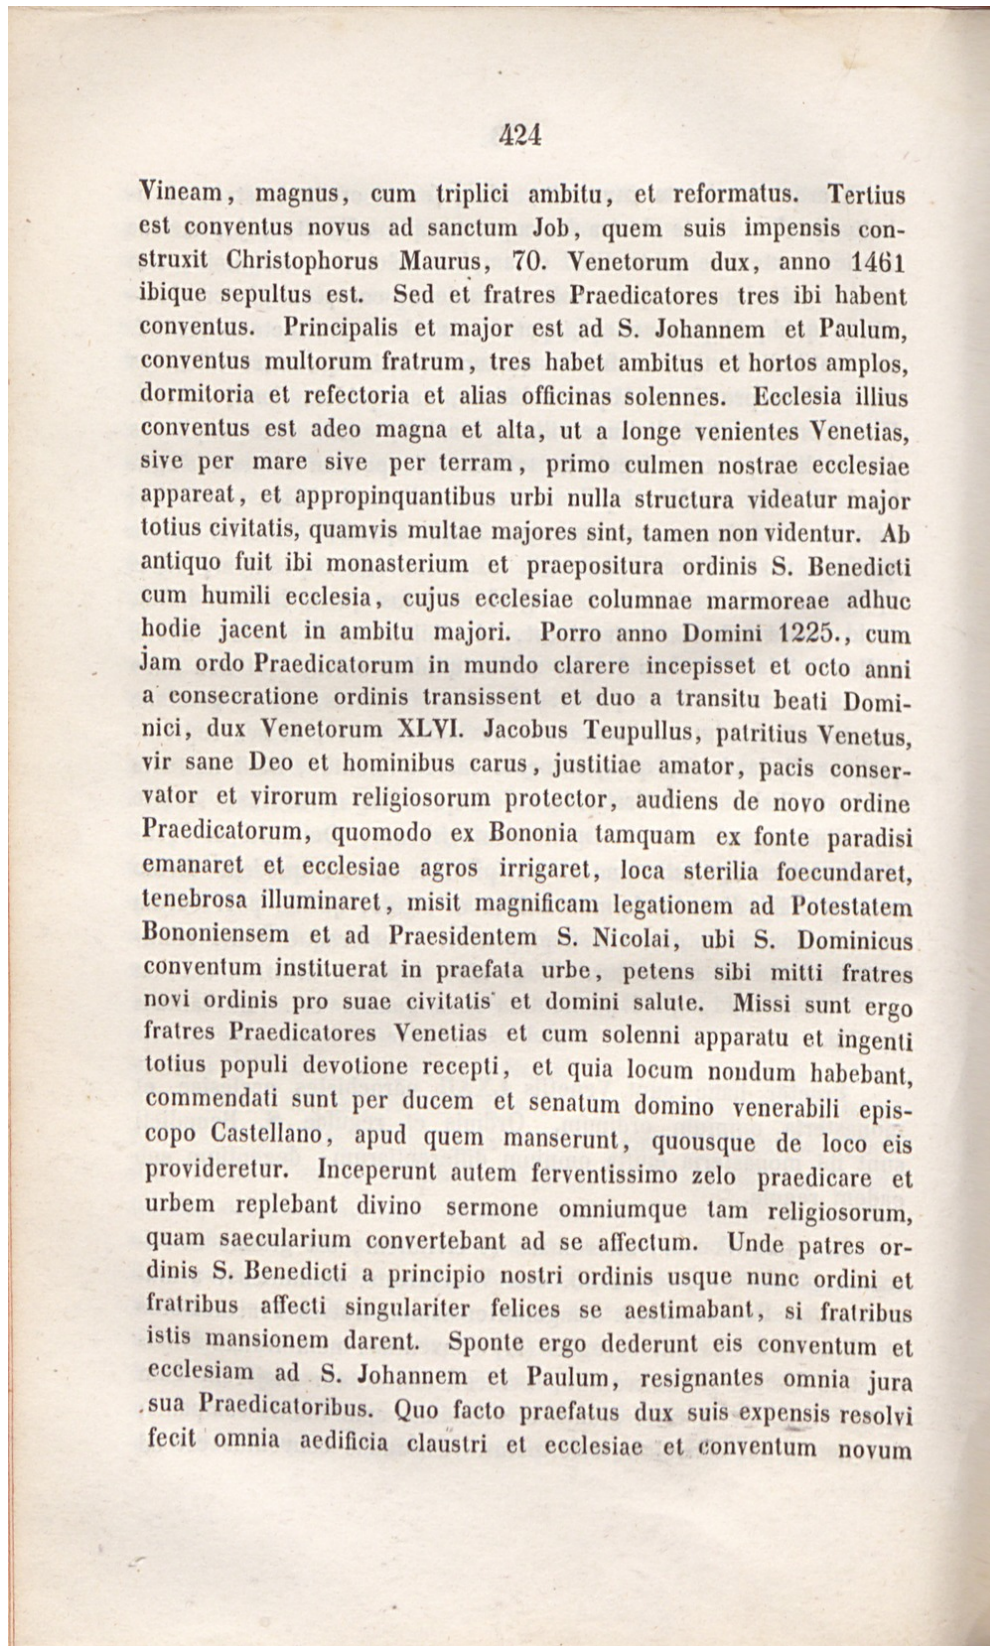 424
Vineam, magnus, cum triplici ambitu, et reformatus. Tertius
est conventus novus ad sanctum Job, quem suis impensis con-
struxit Christophorus Maurus, 70. Venetorum dux, anno 1461
ibique sepultus est. Sed et fratres Praedicatores tres ibi habent
conventus. Principalis et major est ad S. Johannem et Paulum,
conventus multorum fratrum, tres habet ambitus et hortos amplos,
dormitoria et refectoria et alias officinas solennes. Ecclesia illius
conventus est adeo magna et alta, ut a longe venientes Venetias,
sive per mare sive per terram, primo culmen nostrae ecclesiae
appareat, et appropinquantibus urbi nulla structura videatur major
totius civitatis, quamvis multae majores sint, tamen non videntur. Ab
antiquo fuit ibi monasterium et praepositura ordinis S. Benedicti
cum humili ecclesia, cujus ecclesiae columnae marmoreae adhuc
hodie jacent in ambitu majori. Porro anno Domini 1225., cum
jam ordo Praedicatorum in mundo clarere incepisset et octo anni
a consecratione ordinis transissent et duo a transitu beati Domi-
nici, dux Venetorum XLVI. Jacobus Teupullus, patritius Venetus,
vir sane Deo et hominibus carus, justitiae amator, pacis conser-
vator et virorum religiosorum protector, audiens de novo ordine
Praedicatorum, quomodo ex Bononia tamquam ex fonte paradisi
emanaret et ecclesiae agros irrigaret, loca sterilia foecundaret,
tenebrosa illuminaret, misit magnificam legationem ad Potestatem
Bononiensem et ad Praesidentem S. Nicolai, ubi S. Dominicus
conventum instituerat in praefata urbe, petens sibi mitti fratres
novi ordinis pro suae civitatis et domini salute. Missi sunt ergo
fratres Praedicatores Venetias et cum solenni apparatu et ingenti
totius populi devotione recepti, et quia locum nondum habebant,
commendati sunt per ducem et senatum domino venerabili epis-
copo Castellano, apud quem manserunt, quousque de loco eis
provideretur. Inceperunt autem ferventissimo zelo praedicare et
urbem replebant divino sermone omniumque tam religiosorum,
quam saecularium convertebant ad se affectum. Unde patres or-
dinis S. Benedicti a principio nostri ordinis usque nunc ordini et
fratribus affecti singulariter felices se aestimabant, si fratribus
istis mansionem darent. Sponte ergo dederunt eis conventum et
ecclesiam ad S. Johannem et Paulum, resignantes omnia jura
sua Praedicatoribus. Quo facto praefatus dux suis expensis resolvi
fecit omnia aedificia claustri et ecclesiae et conventum novum